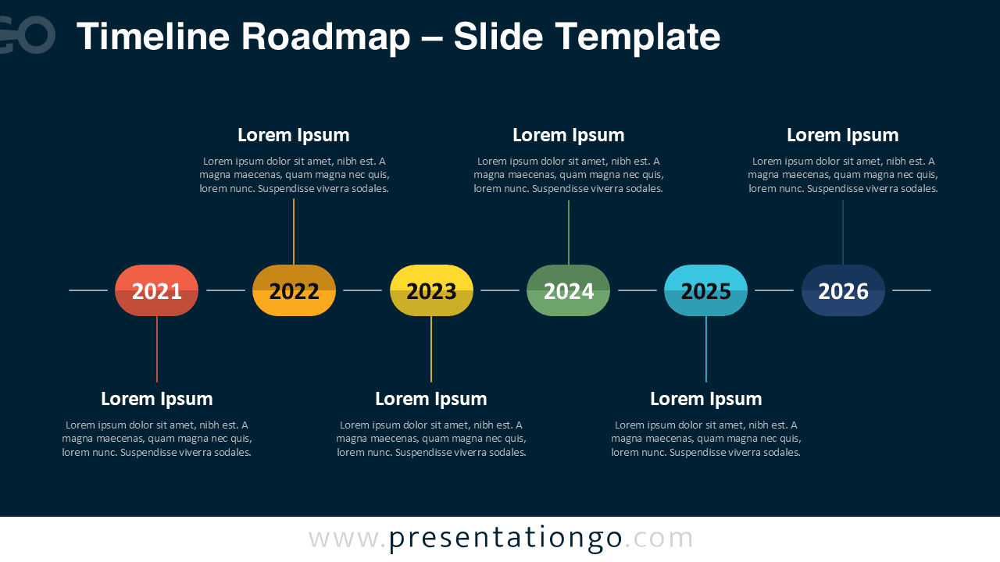 GO
Timeline Roadmap – Slide Template
Lorem Ipsum
Lorem ipsum dolor sit amet, nibh est. A
magna maecenas, quam magna nec quis,
lorem nunc. Suspendisse viverra sodales.
Lorem Ipsum
Lorem ipsum dolor sit amet, nibh est. A
magna maecenas, quam magna nec quis,
lorem nunc. Suspendisse viverra sodales.
Lorem Ipsum
Lorem ipsum dolor sit amet, nibh est. A
magna maecenas, quam magna nec quis,
lorem nunc. Suspendisse viverra sodales.
2021
2022
2023
2024
2025
2026
Lorem Ipsum
Lorem ipsum dolor sit amet, nibh est. A
magna maecenas, quam magna nec quis,
lorem nunc. Suspendisse viverra sodales.
Lorem Ipsum
Lorem ipsum dolor sit amet, nibh est. A
magna maecenas, quam magna nec quis,
lorem nunc. Suspendisse viverra sodales.
Lorem Ipsum
Lorem ipsum dolor sit amet, nibh est. A
magna maecenas, quam magna nec quis,
lorem nunc. Suspendisse viverra sodales.
www.presentationgo.com